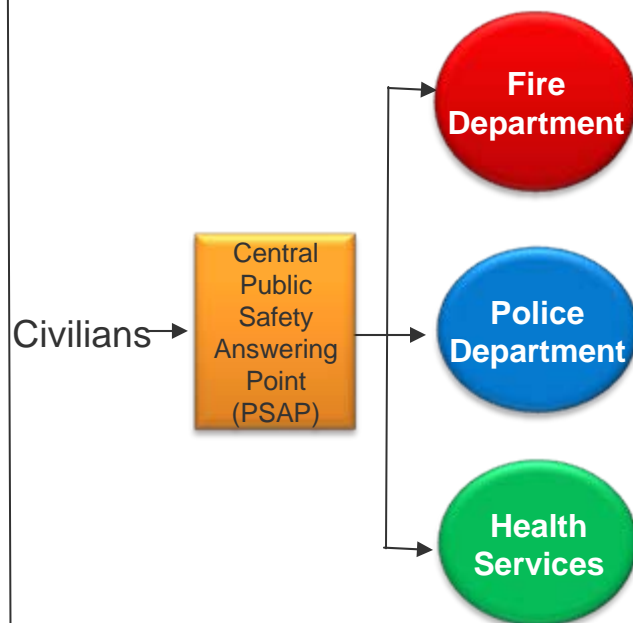 Fire
Department
Civilians
Central
Public
Safety
Answering
Point
(PSAP)
Police
Department
Health
Services